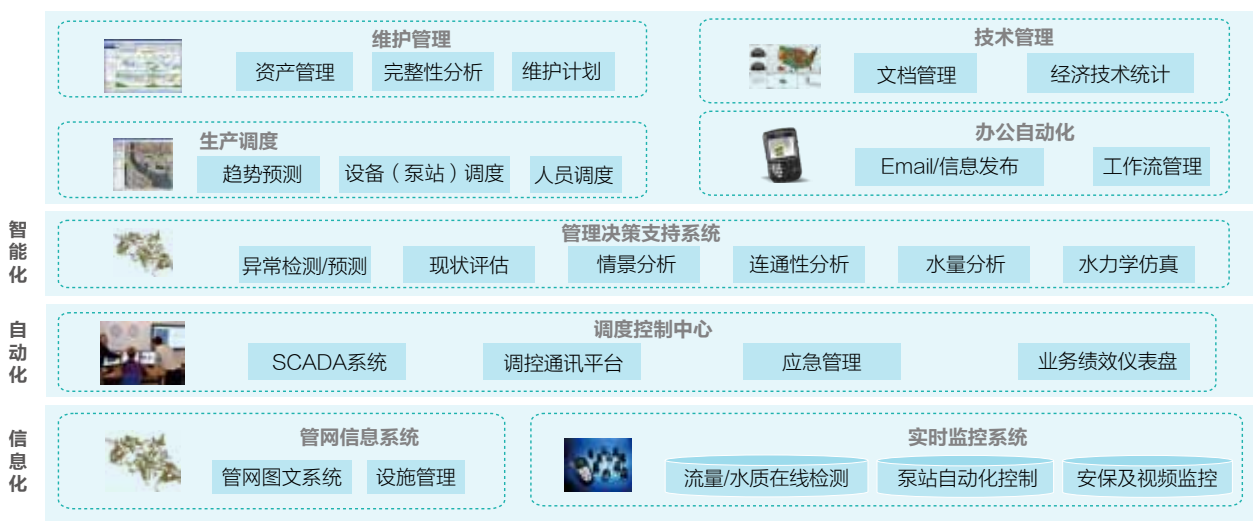 维护管理
资产管理
完整性分析
维护计划
技术管理
文档管理
经济技术统计
生产调度
趋势预测
设备（泵站）调度
人员调度
办公自动化
Email/信息发布
工作流管理
智能化
管理决策支持系统
异常检测/预测
现状评估
情景分析
连通性分析
水量分析
水力学仿真
自动化
调度控制中心
SCADA系统
调控通讯平台
应急管理
业务绩效仪表盘
信息化
管网信息系统
管网图文系统
设施管理
实时监控系统
流量/水质在线检测
泵站自动化控制
安保及视频监控